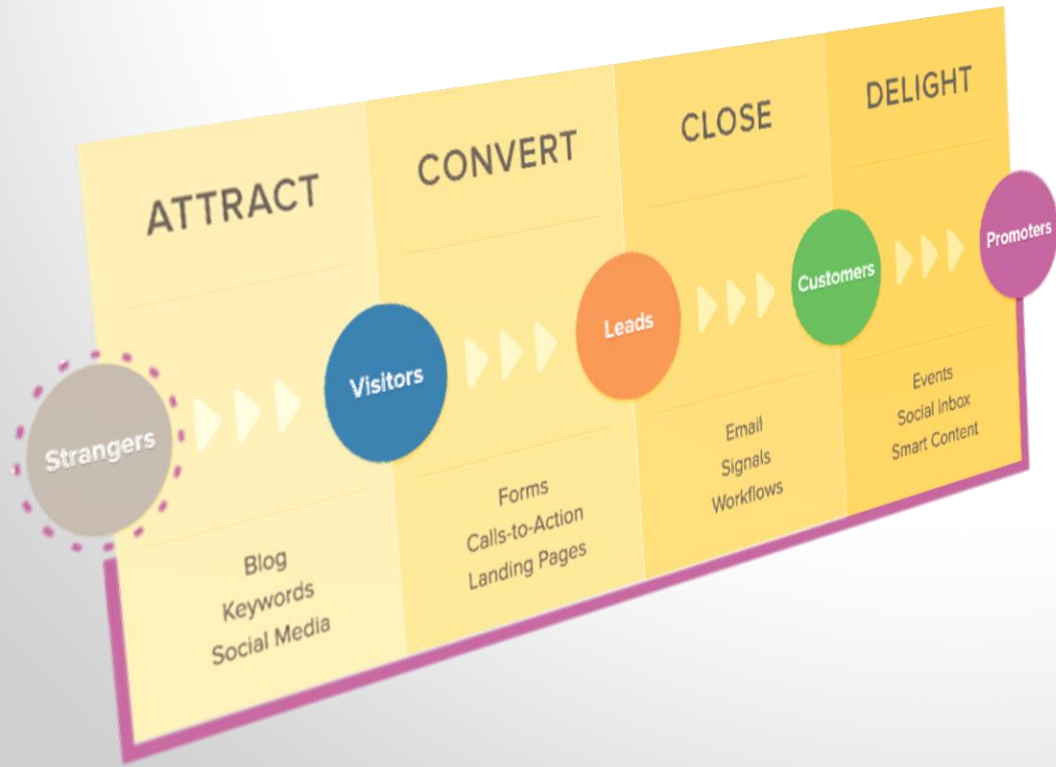 ATTRACT
CONVERT
CLOSE
DELIGHT
Strangers
Visitors
Leads
Customers
Promoters
Blog
Keywords
Social Media
Forms
Calls-to-Action
Landing Pages
Email
Signals
Workflows
Events
Social Inbox
Smart Content